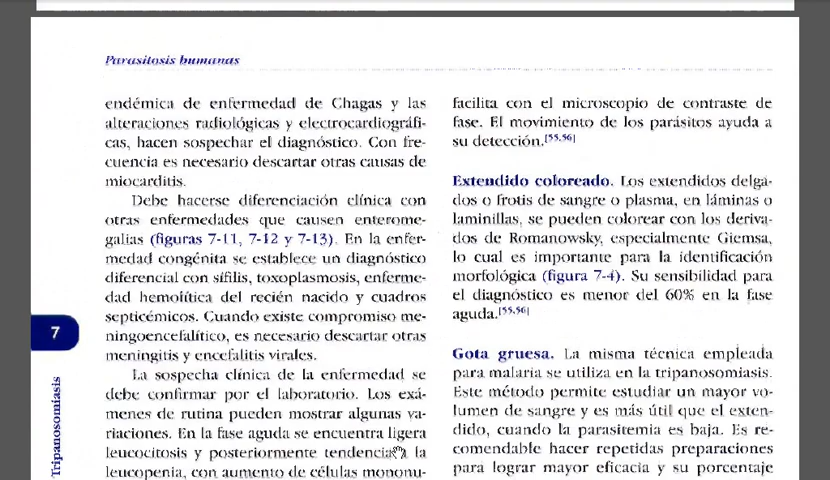 Parasitosis humanas
endémica de enfermedad de Chagas y las
alteraciones radiológicas y electrocardiográfi-
cas, hacen sospechar el diagnóstico. Con fre-
cuencia es necesario descartar otras causas de
miocarditis.
Debe hacerse diferenciación clínica con
otras enfermedades que causen enterome-
galias (figuras 7-11, 7-12 y 7-13). En la enfer-
medad congénita se establece un diagnóstico
diferencial con sífilis, toxoplasmosis, enferme-
dad hemolítica del recién nacido y cuadros
septicémicos. Cuando existe compromiso me-
ningoencefalítico, es necesario descartar otras
meningitis y encefalitis virales.
La sospecha clínica de la enfermedad se
debe confirmar por el laboratorio. Los exá-
menes de rutina pueden mostrar algunas va-
riaciones. En la fase aguda se encuentra ligera
leucocitosis y posteriormente tendencia a la
leucopenia, con aumento de células mononu-
facilita con el microscopio de contraste de
fase. El movimiento de los parásitos ayuda a
su detección.[55,56]
Extendido coloreado. Los extendidos delga-
dos o frotis de sangre o plasma, en láminas o
laminillas, se pueden colorear con los deriva-
dos de Romanowsky, especialmente Giemsa,
lo cual es importante para la identificación
morfológica (figura 7-4). Su sensibilidad para
el diagnóstico es menor del 60% en la fase
aguda.[55,56]
Gota gruesa. La misma técnica empleada
para malaria se utiliza en la tripanosomiasis.
Este método permite estudiar un mayor vo-
lumen de sangre y es más útil que el exten-
dido, cuando la parasitemia es baja. Es re-
comendable hacer repetidas preparaciones
para lograr mayor eficacia y su porcentaje
7
Tripanosomiasis